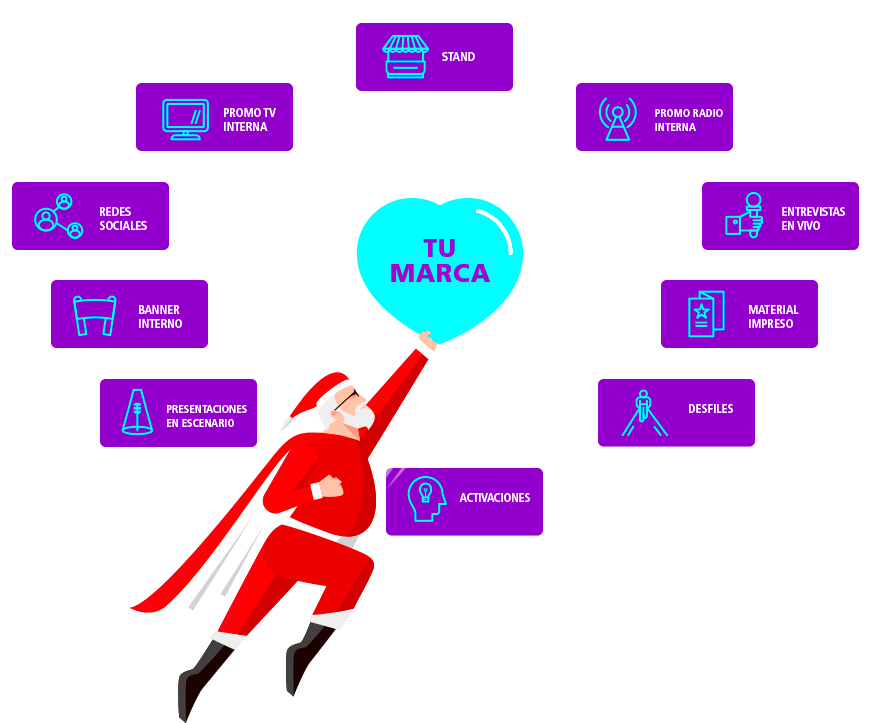 STAND
PROMO TV
INTERNA
PROMO RADIO
INTERNA
REDES
SOCIALES
ENTREVISTAS
EN VIVO
TU
MARCA
BANNER
INTERNO
MATERIAL
IMPRESO
PRESENTACIONES
EN ESCENARIO
DESFILES
ACTIVACIONES